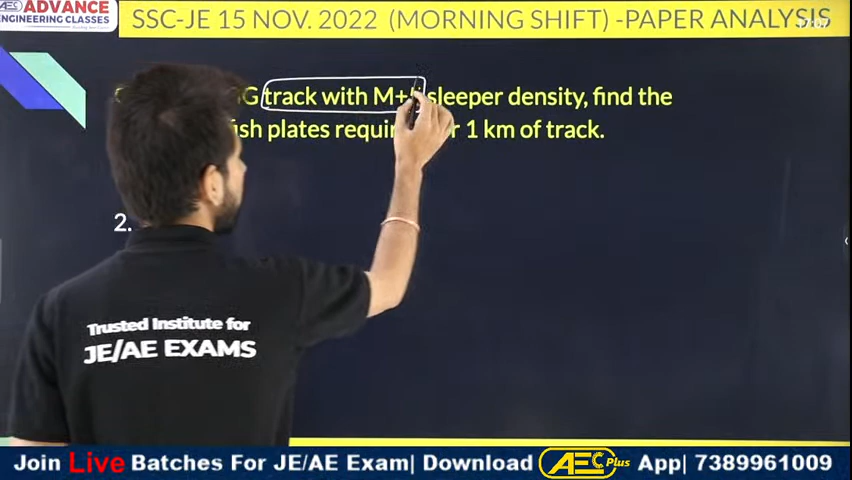 ADVANCE
ENGINEERING CLASSES
SSC-JE 15 NOV. 2022 (MORNING SHIFT) -PAPER ANALYSIS
track with M+ sleeper density, find the
plates 1 km of track.
2.
Trusted Institute for
JE/AE EXAMS
Join Live Batches For JE/AE Exam| Download AEC Plus App| 7389961009